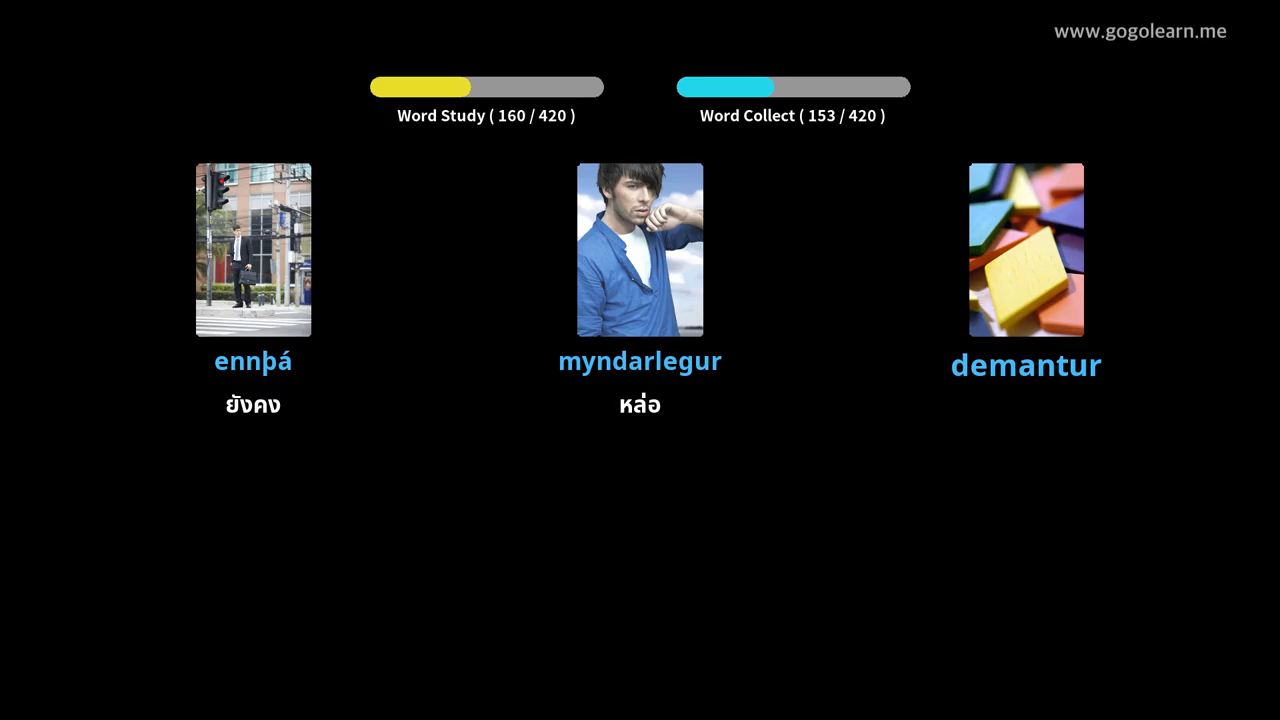 www.gogolearn.me
Word Study ( 160 / 420 )
Word Collect ( 153 / 420 )
ennþá
myndarlegur
demantur
ยังคง
หล่อ